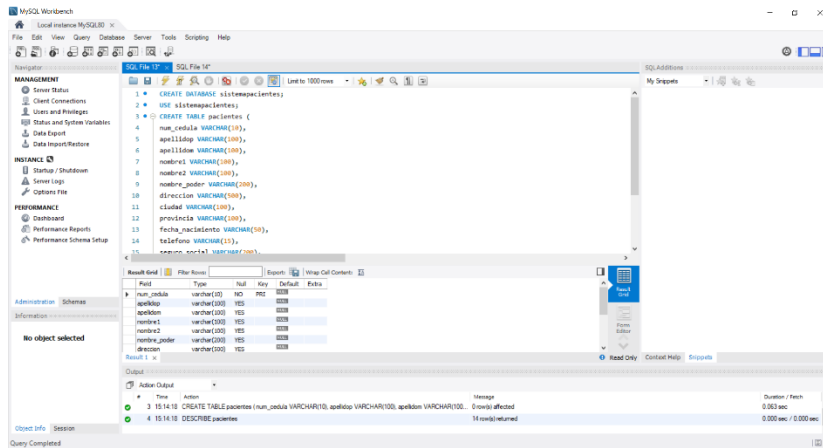 MySQL Workbench
Local instance MySQL80 ×
File Edit View Query Database Server Tools Scripting Help
Navigator
SQL File 13* × SQL File 14*
SQLAdditions
MANAGEMENT
Server Status
Client Connections
Users and Privileges
Status and System Variables
Data Export
Data Import/Restore
INSTANCE
Startup / Shutdown
Server Logs
Options File
PERFORMANCE
Dashboard
Performance Reports
Performance Schema Setup
Administration Schemas
Information
No object selected
Object Info Session
Limit to 1000 rows
My Snippets
1 CREATE DATABASE sistemapacientes;
2 USE sistemapacientes;
3 CREATE TABLE pacientes (
4 num_cedula VARCHAR(10),
5 apellidop VARCHAR(100),
6 apellidom VARCHAR(100),
7 nombre1 VARCHAR(100),
8 nombre2 VARCHAR(100),
9 nombre_poder VARCHAR(200),
10 direccion VARCHAR(500),
11 ciudad VARCHAR(100),
12 provincia VARCHAR(100),
13 fecha_nacimiento VARCHAR(50),
14 telefono VARCHAR(15),
15 seguro_social VARCHAR(200),
Result Grid Filter Rows: Export: Wrap Cell Content:
Field Type Null Key Default Extra
num_cedula varchar(10) NO PRI NULL
apellidop varchar(100) YES NULL
apellidom varchar(100) YES NULL
nombre1 varchar(100) YES NULL
nombre2 varchar(100) YES NULL
nombre_poder varchar(200) YES NULL
direccion varchar(500) YES NULL
Result Grid
Form Editor
Result 1 ×
Read Only Context Help Snippets
Output
Action Output
# Time Action Message Duration / Fetch
3 15:14:18 CREATE TABLE pacientes ( num_cedula VARCHAR(10), apellidop VARCHAR(100), apellidom VARCHAR(100... 0 row(s) affected 0.063 sec
4 15:14:18 DESCRIBE pacientes 14 row(s) returned 0.000 sec / 0.000 sec
Query Completed